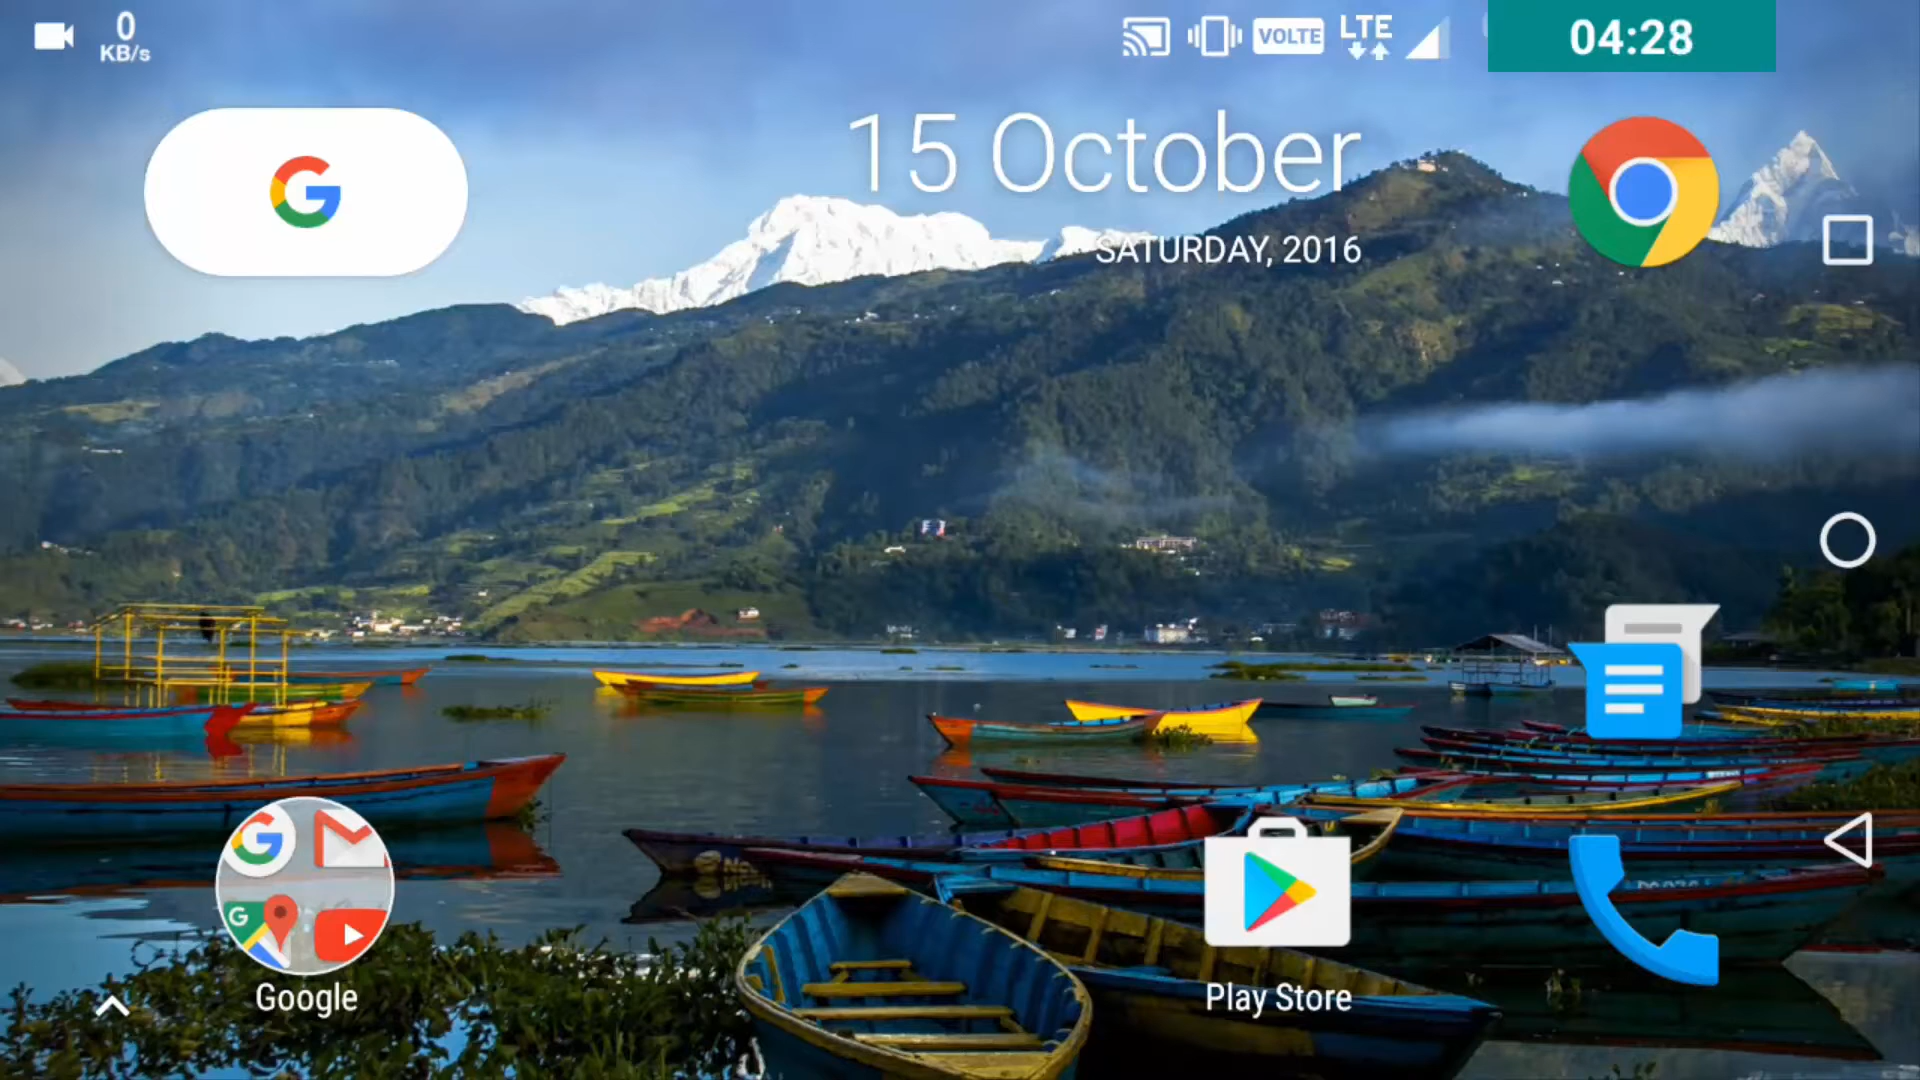 0
KB/s
VOLTE
LTE
04:28
15 October
SATURDAY, 2016
Google
Play Store